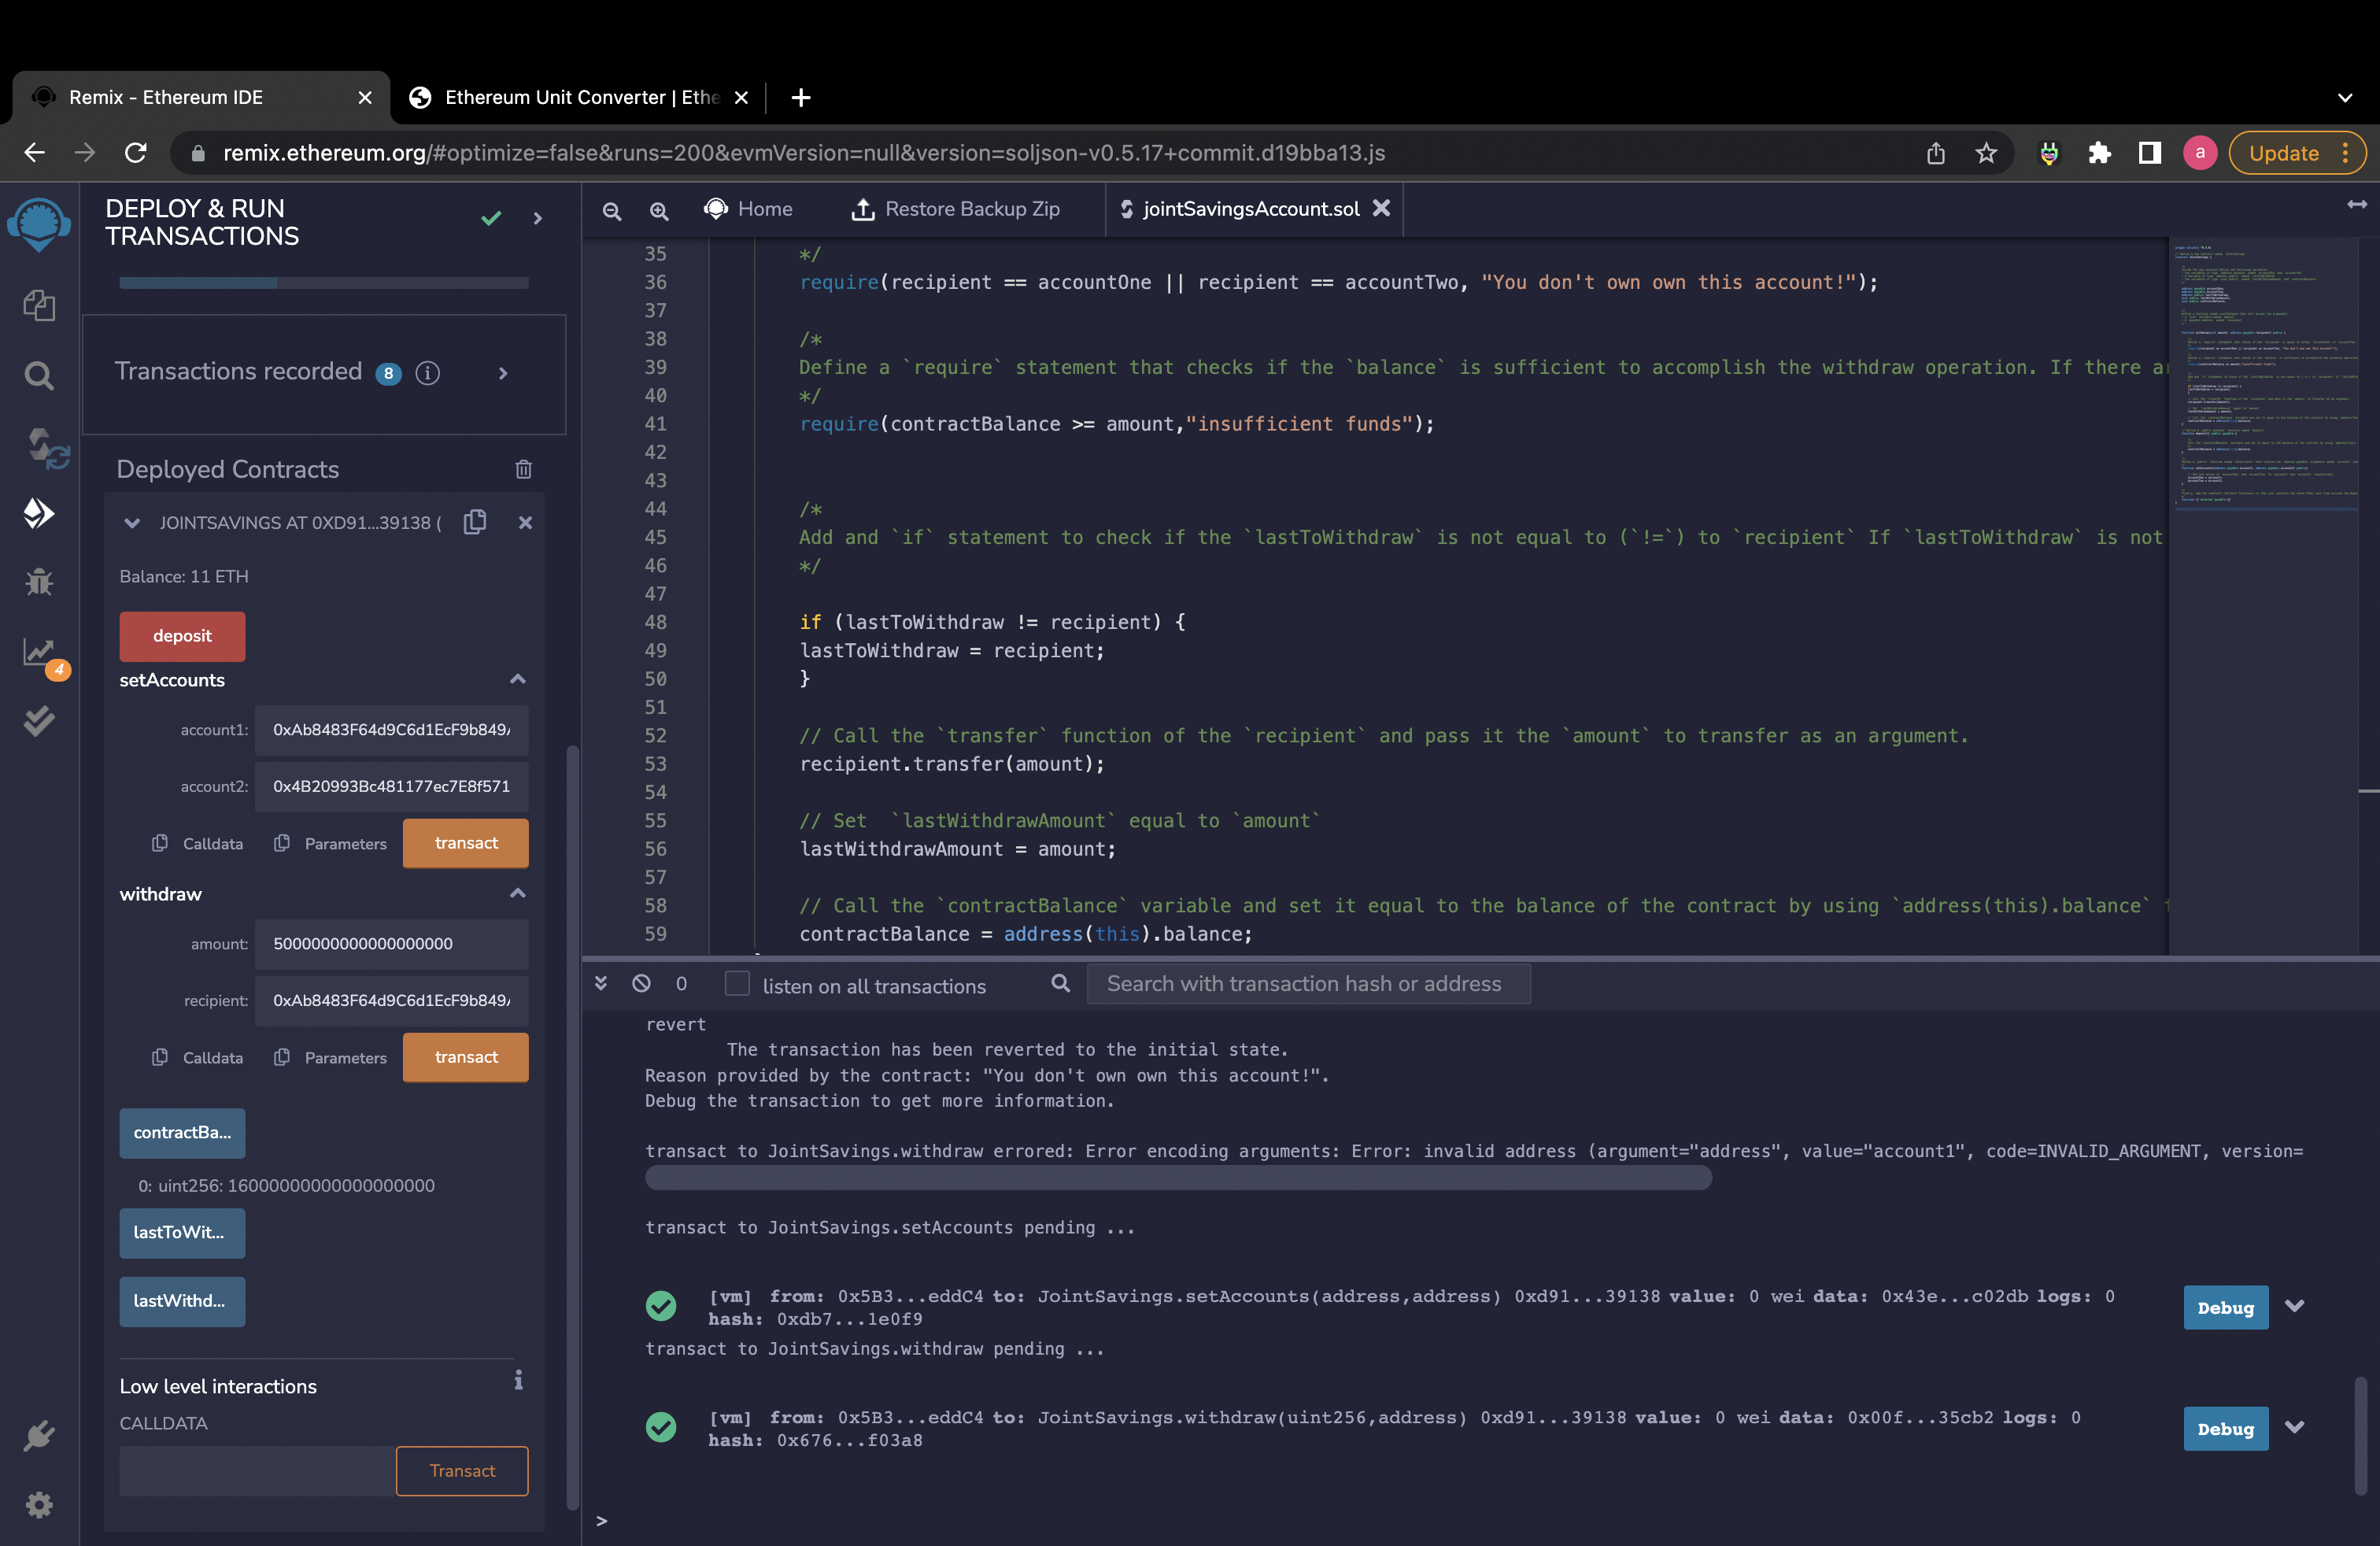 Remix - Ethereum IDE
Ethereum Unit Converter | Ethe
remix.ethereum.org/#optimize=false&runs=200&evmVersion=null&version=soljson-v0.5.17+commit.d19bba13.js
a
Update
DEPLOY & RUN
TRANSACTIONS
Transactions recorded 8 i
Deployed Contracts
JOINTSAVINGS AT 0XD91...39138 (
Balance: 11 ETH
deposit
4
setAccounts
account1: 0xAb8483F64d9C6d1EcF9b849
account2: 0x4B20993Bc481177ec7E8f571
Calldata Parameters transact
withdraw
amount: 5000000000000000000
recipient: 0xAb8483F64d9C6d1EcF9b849
Calldata Parameters transact
contractBa...
0: uint256: 16000000000000000000
lastToWit...
lastWithd...
Low level interactions
i
CALLDATA
Transact
Home
Restore Backup Zip
jointSavingsAccount.sol
35 */
36 require(recipient == accountOne || recipient == accountTwo, "You don't own own this account!");
37
38 /*
39 Define a `require` statement that checks if the `balance` is sufficient to accomplish the withdraw operation. If there a
40 */
41 require(contractBalance >= amount,"insufficient funds");
42
43
44 /*
45 Add and `if` statement to check if the `lastToWithdraw` is not equal to (`!=`) to `recipient` If `lastToWithdraw` is not
46 */
47
48 if (lastToWithdraw != recipient) {
49 lastToWithdraw = recipient;
50 }
51
52 // Call the `transfer` function of the `recipient` and pass it the `amount` to transfer as an argument.
53 recipient.transfer(amount);
54
55 // Set  `lastWithdrawAmount` equal to `amount`
56 lastWithdrawAmount = amount;
57
58 // Call the `contractBalance` variable and set it equal to the balance of the contract by using `address(this).balance`
59 contractBalance = address(this).balance;
0 listen on all transactions Search with transaction hash or address
revert
The transaction has been reverted to the initial state.
Reason provided by the contract: "You don't own own this account!".
Debug the transaction to get more information.
transact to JointSavings.withdraw errored: Error encoding arguments: Error: invalid address (argument="address", value="account1", code=INVALID_ARGUMENT, version=
transact to JointSavings.setAccounts pending ...
[vm] from: 0x5B3...eddC4 to: JointSavings.setAccounts(address,address) 0xd91...39138 value: 0 wei data: 0x43e...c02db logs: 0
hash: 0xdb7...1e0f9
Debug
transact to JointSavings.withdraw pending ...
[vm] from: 0x5B3...eddC4 to: JointSavings.withdraw(uint256,address) 0xd91...39138 value: 0 wei data: 0x00f...35cb2 logs: 0
hash: 0x676...f03a8
Debug
>